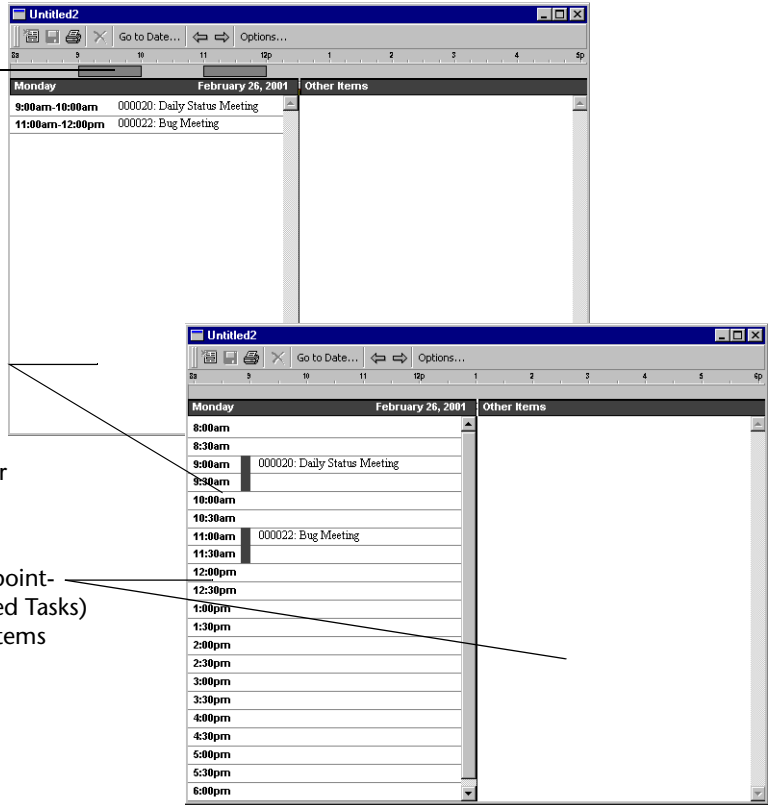 Untitled2
Go to Date... Options...
8a 9 10 11 12p 1 2 3 4 5p
Monday February 26, 2001 Other Items
9:00am-10:00am 000020: Daily Status Meeting
11:00am-12:00pm 000022: Bug Meeting
Untitled2
Go to Date... Options...
8a 9 10 11 12p 1 2 3 4 5 6p
Monday February 26, 2001 Other Items
8:00am
8:30am
9:00am 000020: Daily Status Meeting
r
9:30am
10:00am
10:30am
11:00am 000022: Bug Meeting
11:30am
12:00pm
point-
12:30pm
ed Tasks)
1:00pm
1:30pm
tems
2:00pm
2:30pm
3:00pm
3:30pm
4:00pm
4:30pm
5:00pm
5:30pm
6:00pm